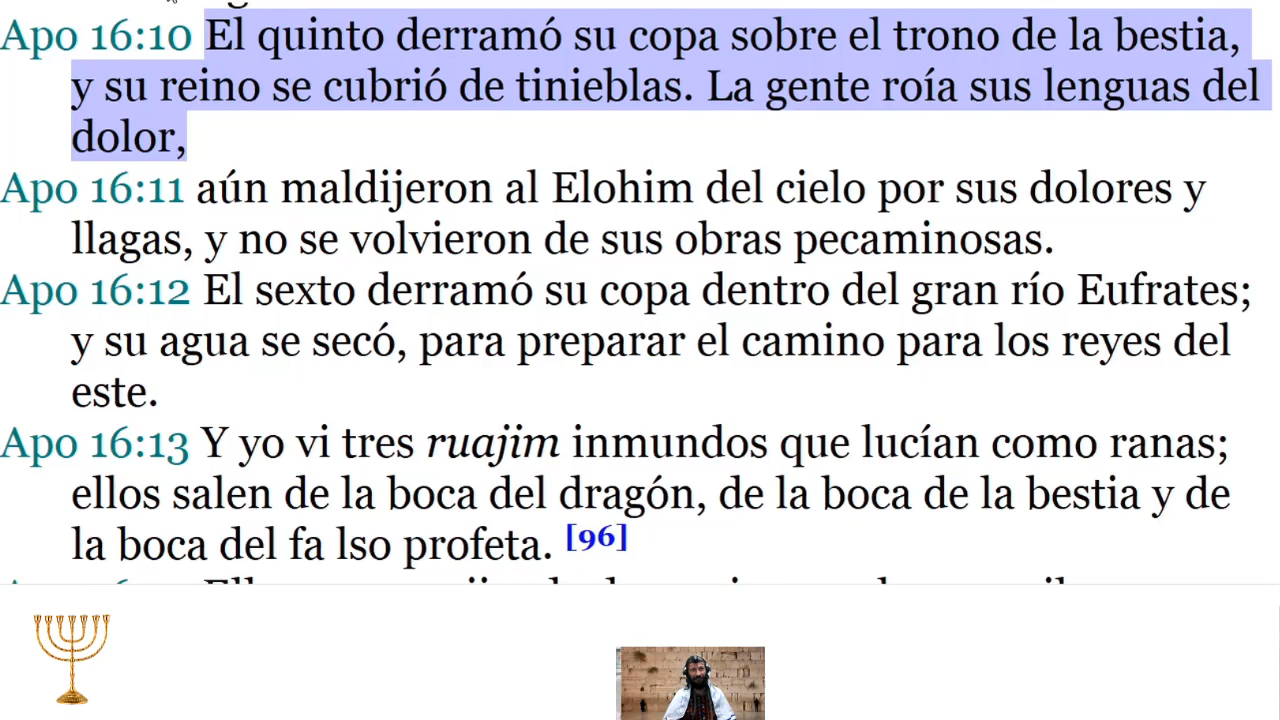 Apo 16:10 El quinto derramó su copa sobre el trono de la bestia,
y su reino se cubrió de tinieblas. La gente roía sus lenguas del
dolor,
Apo 16:11 aún maldijeron al Elohim del cielo por sus dolores y
llagas, y no se volvieron de sus obras pecaminosas.
Apo 16:12 El sexto derramó su copa dentro del gran río Eufrates;
y su agua se secó, para preparar el camino para los reyes del
este.
Apo 16:13 Y yo vi tres ruajim inmundos que lucían como ranas;
ellos salen de la boca del dragón, de la boca de la bestia y de
la boca del fa lso profeta. [96]